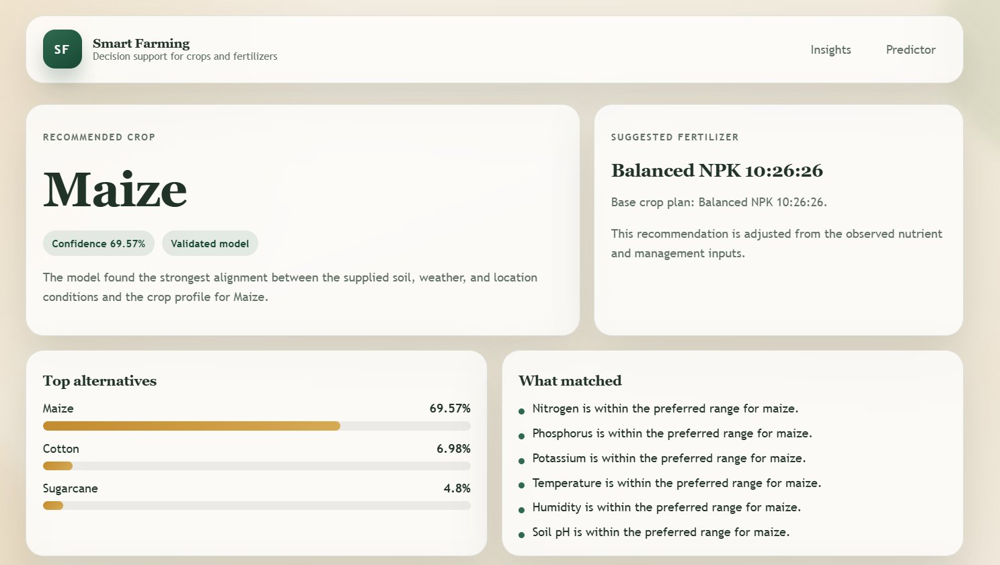 SF
Smart Farming
Decision support for crops and fertilizers
Insights
Predictor
RECOMMENDED CROP
Maize
Confidence 69.57%
Validated model
The model found the strongest alignment between the supplied soil, weather, and location
conditions and the crop profile for Maize.
SUGGESTED FERTILIZER
Balanced NPK 10:26:26
Base crop plan: Balanced NPK 10:26:26.
This recommendation is adjusted from the observed nutrient
and management inputs.
Top alternatives
Maize 69.57%
Cotton 6.98%
Sugarcane 4.8%
What matched
Nitrogen is within the preferred range for maize.
Phosphorus is within the preferred range for maize.
Potassium is within the preferred range for maize.
Temperature is within the preferred range for maize.
Humidity is within the preferred range for maize.
Soil pH is within the preferred range for maize.